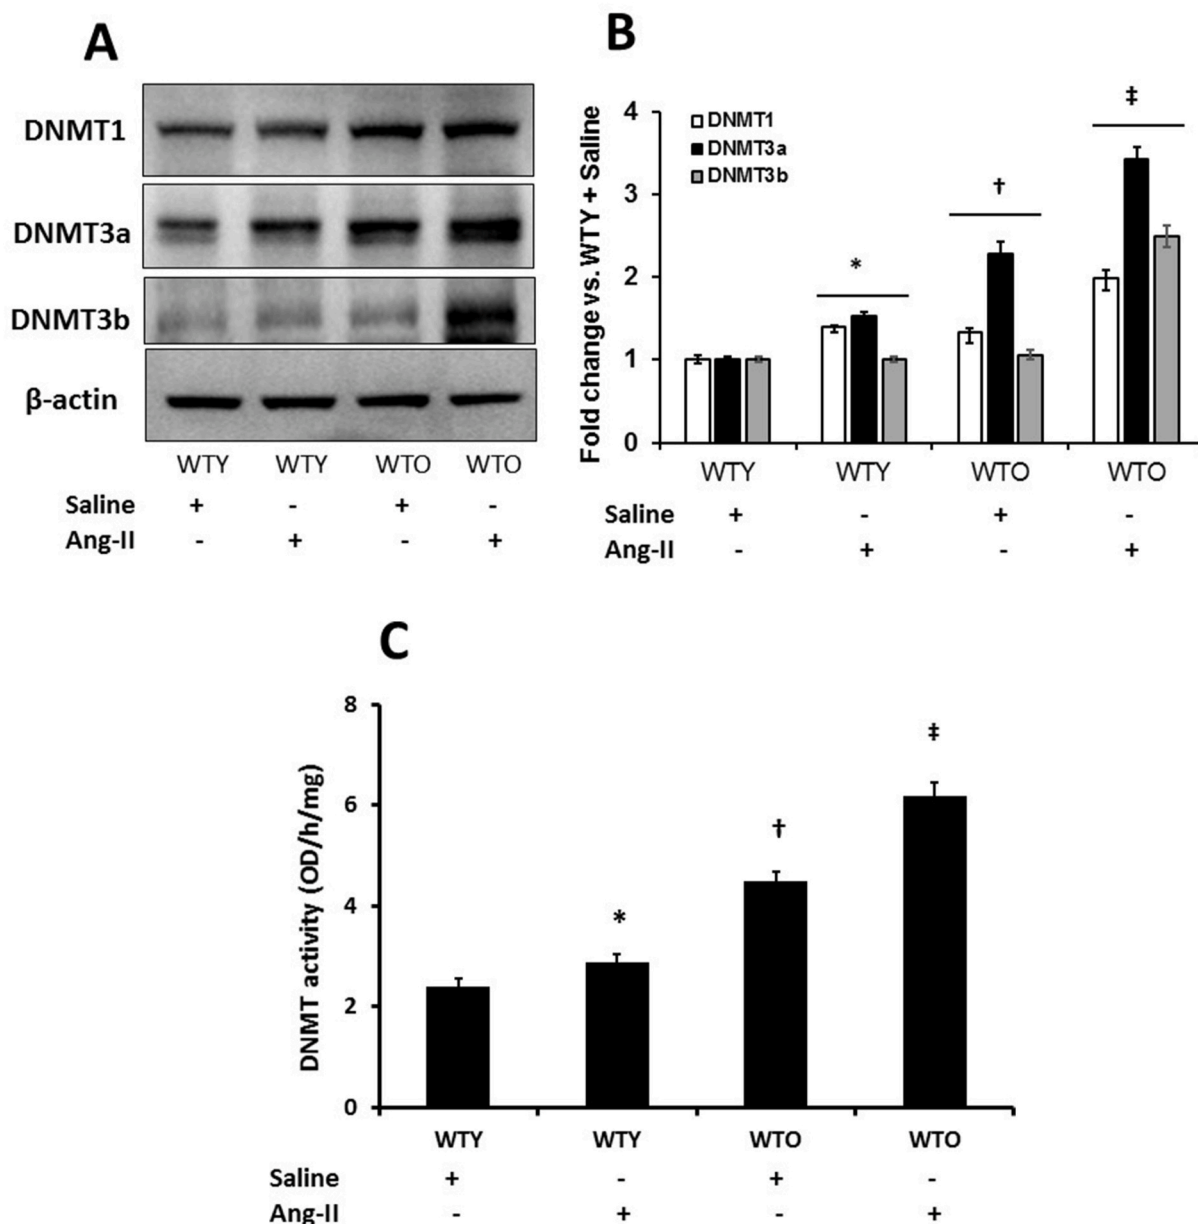 A
DNMT1
DNMT3a
DNMT3b
β-actin
WTY WTY WTO WTO
Saline + - + -
Ang-II - + - +
B
Fold change vs. WTY + Saline
4
3
2
1
0
DNMT1
DNMT3a
DNMT3b
*
†
‡
WTY WTY WTO WTO
Saline + - + -
Ang-II - + - +
C
DNMT activity (OD/h/mg)
8
6
4
2
0
*
†
‡
WTY WTY WTO WTO
Saline + - + -
Ang-II - + - +